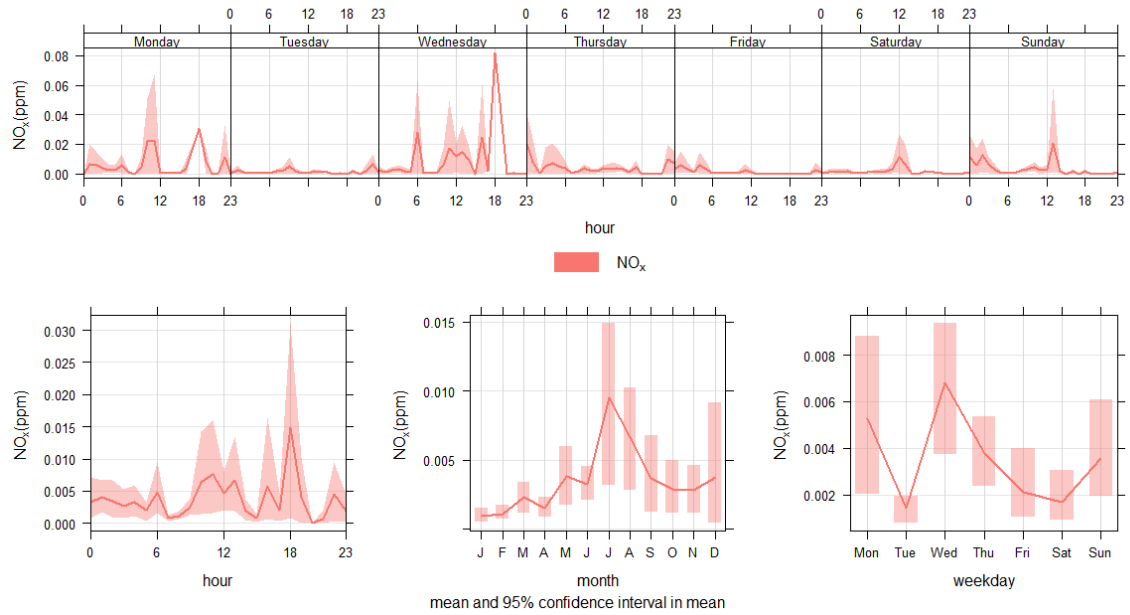 0 6 12 18 23 0 6 12 18 23 0 6 12 18 23
Monday Tuesday Wednesday Thursday Friday Saturday Sunday
NOx(ppm)
0.08
0.06
0.04
0.02
0.00
0 6 12 18 23 0 6 12 18 23 0 6 12 18 23 0 6 12 18 23
hour
NOx
NOx(ppm)
0.030
0.025
0.020
0.015
0.010
0.005
0.000
0 6 12 18 23
hour
NOx(ppm)
0.015
0.010
0.005
J F M A M J J A S O N D
month
NOx(ppm)
0.008
0.006
0.004
0.002
Mon Tue Wed Thu Fri Sat Sun
weekday
mean and 95% confidence interval in mean